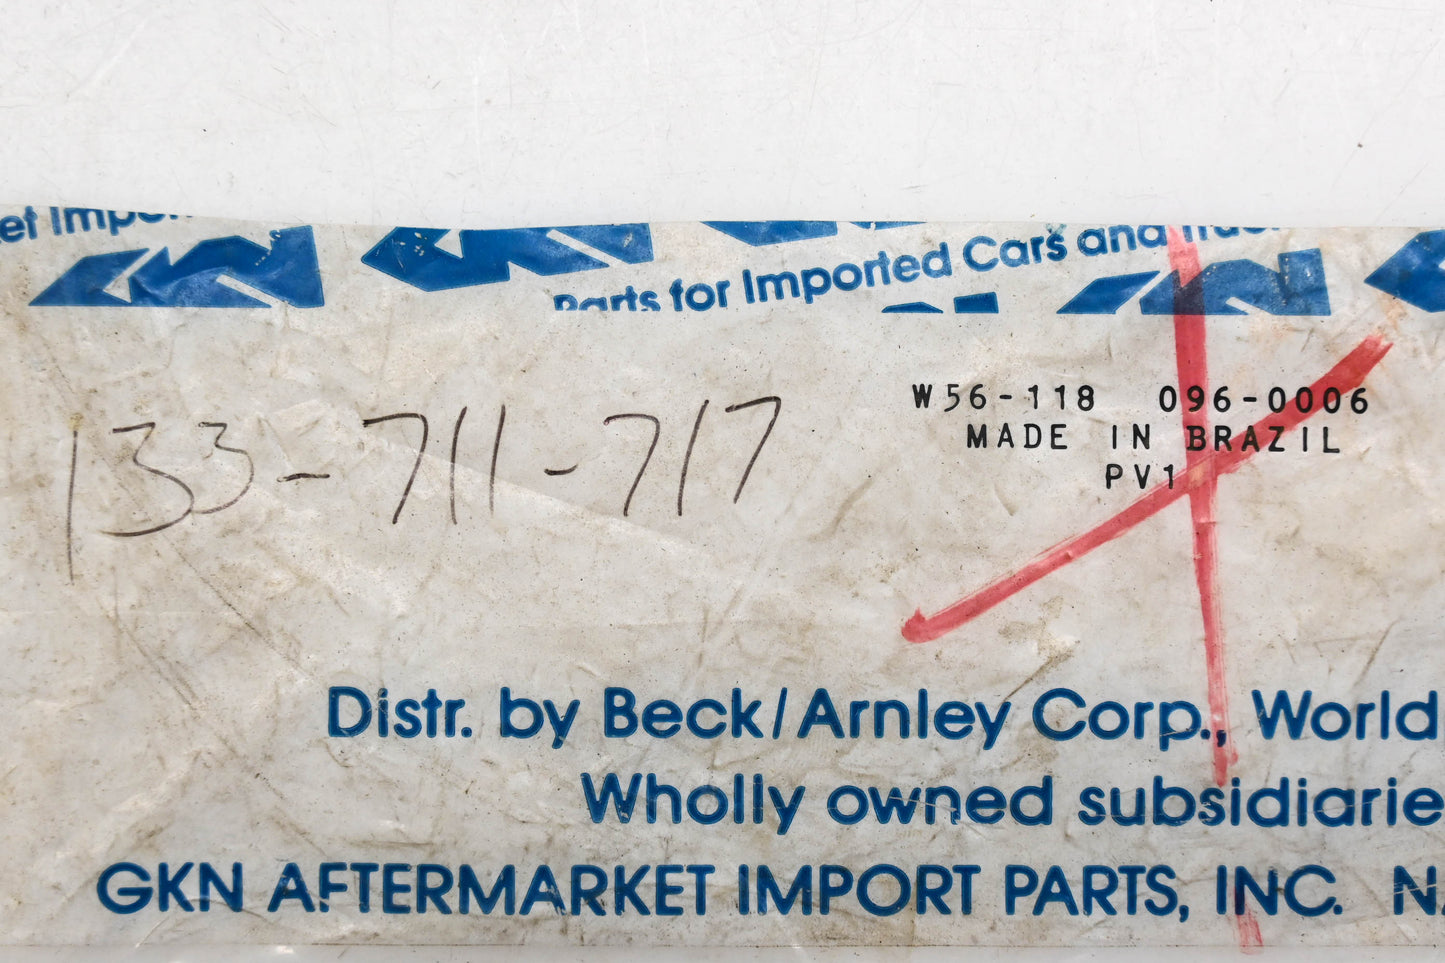 Parts for Imported Cars and
W56-118 096-0006
MADE IN BRAZIL
PV1
133-711-717
Distr. by Beck/Arnley Corp., World
Wholly owned subsidiarie
GKN AFTERMARKET IMPORT PARTS, INC.